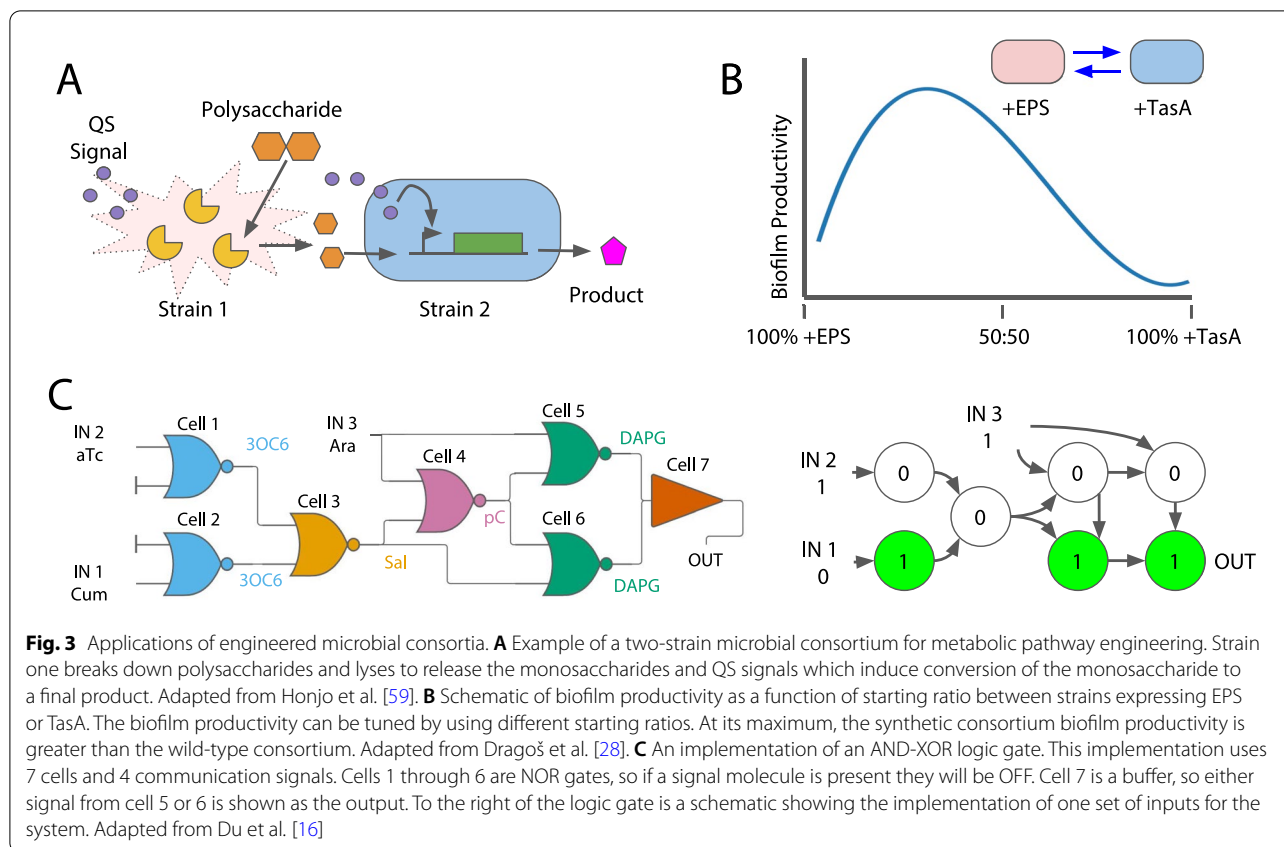 A
QS
Signal
Polysaccharide
Strain 1
Strain 2
Product
B
+EPS
+TasA
Biofilm Productivity
100% +EPS
50:50
100% +TasA
C
IN 2
aTc
Cell 1
3OC6
IN 1
Cum
Cell 2
3OC6
Cell 3
Sal
IN 3
Ara
Cell 4
pC
Cell 5
DAPG
Cell 6
DAPG
Cell 7
OUT
IN 3
1
IN 2
1
0
0
0
0
IN 1
0
1
1
1
OUT
Fig. 3 Applications of engineered microbial consortia. A Example of a two-strain microbial consortium for metabolic pathway engineering. Strain
one breaks down polysaccharides and lyses to release the monosaccharides and QS signals which induce conversion of the monosaccharide to
a final product. Adapted from Honjo et al. [59]. B Schematic of biofilm productivity as a function of starting ratio between strains expressing EPS
or TasA. The biofilm productivity can be tuned by using different starting ratios. At its maximum, the synthetic consortium biofilm productivity is
greater than the wild-type consortium. Adapted from Dragoš et al. [28]. C An implementation of an AND-XOR logic gate. This implementation uses
7 cells and 4 communication signals. Cells 1 through 6 are NOR gates, so if a signal molecule is present they will be OFF. Cell 7 is a buffer, so either
signal from cell 5 or 6 is shown as the output. To the right of the logic gate is a schematic showing the implementation of one set of inputs for the
system. Adapted from Du et al. [16]